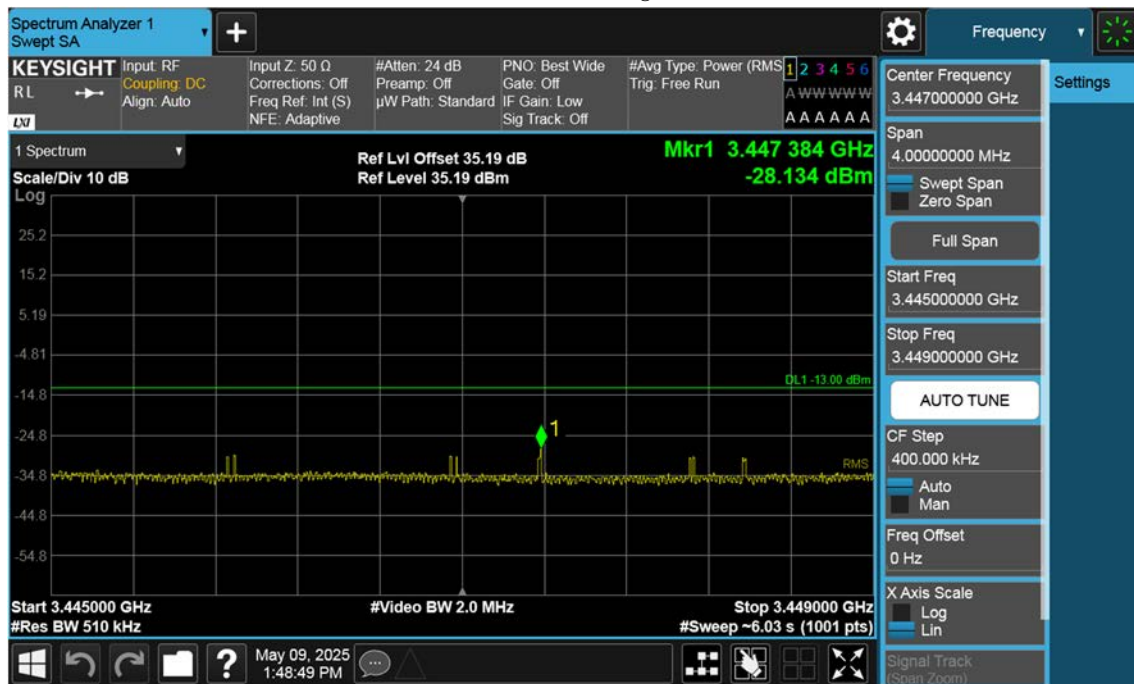 Spectrum Analyzer 1
Swept SA
Frequency
KEYSIGHT
RL
LXI
Input: RF
Coupling: DC
Align: Auto
Input Z: 50 Ω
Corrections: Off
Freq Ref: Int (S)
NFE: Adaptive
#Atten: 24 dB
Preamp: Off
µW Path: Standard
PNO: Best Wide
Gate: Off
IF Gain: Low
Sig Track: Off
#Avg Type: Power (RMS
Trig: Free Run
1 2 3 4 5 6
A W W W W W
A A A A A A
Center Frequency
3.447000000 GHz
Settings
1 Spectrum
Scale/Div 10 dB
Ref Lvl Offset 35.19 dB
Ref Level 35.19 dBm
Mkr1 3.447 384 GHz
-28.134 dBm
Span
4.00000000 MHz
Swept Span
Zero Span
Full Span
Start Freq
3.445000000 GHz
Stop Freq
3.449000000 GHz
AUTO TUNE
CF Step
400.000 kHz
Auto
Man
Freq Offset
0 Hz
X Axis Scale
Log
Lin
Signal Track
(Span Zoom)
Log
25.2
15.2
5.19
-4.81
-14.8
-24.8
-34.8
-44.8
-54.8
DL1 -13.00 dBm
1
RMS
Start 3.445000 GHz
#Res BW 510 kHz
#Video BW 2.0 MHz
Stop 3.449000 GHz
#Sweep ~6.03 s (1001 pts)
?
May 09, 2025
1:48:49 PM